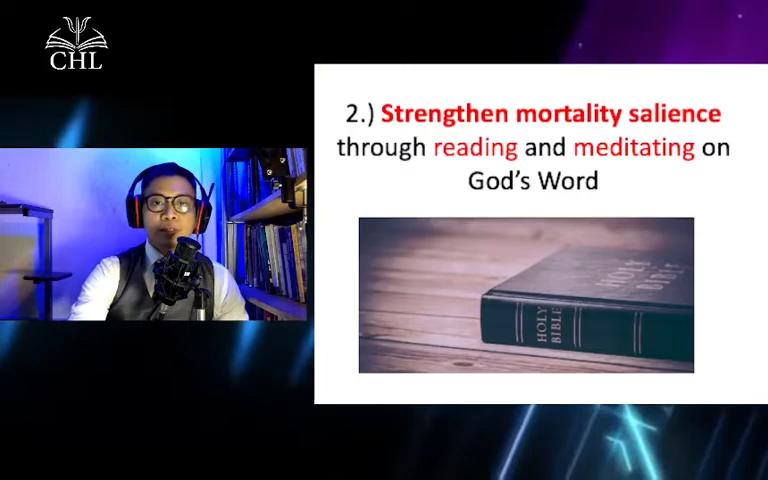 CHL
2.) Strengthen mortality salience
through reading and meditating on
God's Word
HOLY BIBLE
HOLY
BIBLE